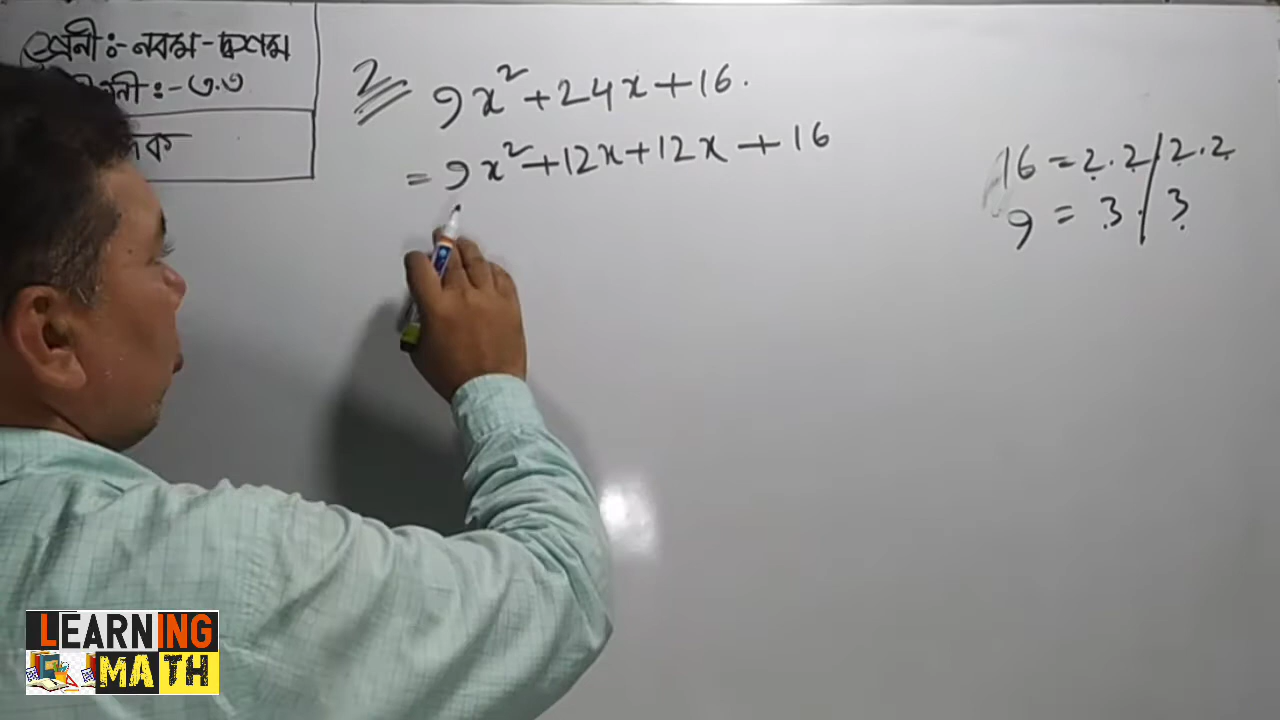 শ্রেনী :- নবম - দশম
নী :- ৩.৩
ক
2
9x² + 24x + 16.
= 9x² + 12x + 12x + 16
16 = 2.2/2.2
9 = 3./3
LEARNING
MATH